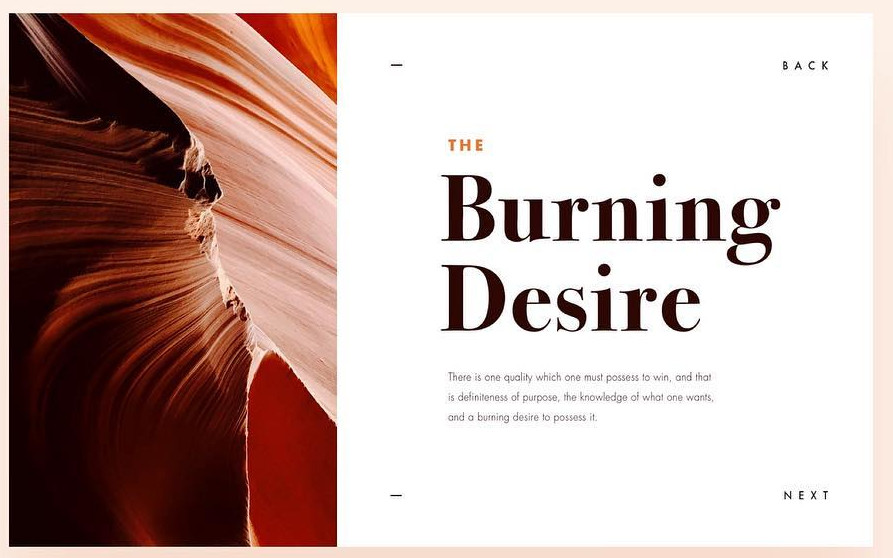 BACK
THE
Burning
Desire
There is one quality which one must possess to win, and that
is definiteness of purpose, the knowledge of what one wants,
and a burning desire to possess it.
NEXT